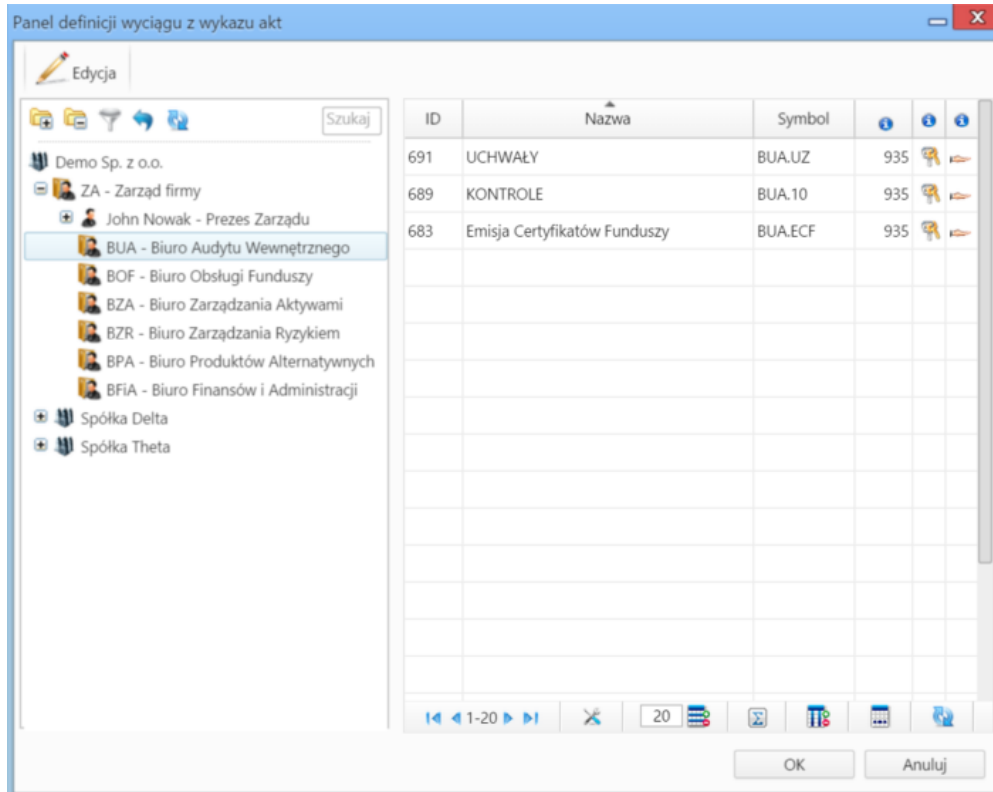 Panel definicji wyciągu z wykazu akt
Edycja
Szukaj
Demo Sp. z o.o.
ZA - Zarząd firmy
John Nowak - Prezes Zarządu
BUA - Biuro Audytu Wewnętrznego
BOF - Biuro Obsługi Funduszy
BZA - Biuro Zarządzania Aktywami
BZR - Biuro Zarządzania Ryzykiem
BPA - Biuro Produktów Alternatywnych
BFiA - Biuro Finansów i Administracji
Spółka Delta
Spółka Theta
ID Nazwa Symbol
691 UCHWAŁY BUA.UZ 935
689 KONTROLE BUA.10 935
683 Emisja Certyfikatów Funduszy BUA.ECF 935
1-20 20
OK Anuluj